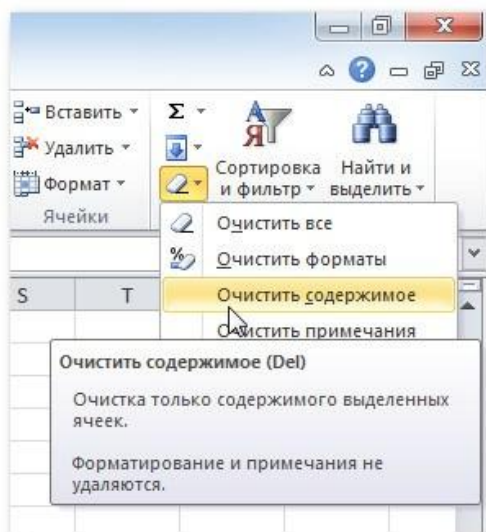 Вставить
Удалить
Формат
Ячейки
Σ
А
Я
Сортировка
и фильтр
Найти и
выделить
Очистить все
Очистить форматы
Очистить содержимое
Очистить примечания
S T
Очистить содержимое (Del)
Очистка только содержимого выделенных
ячеек.
Форматирование и примечания не
удаляются.